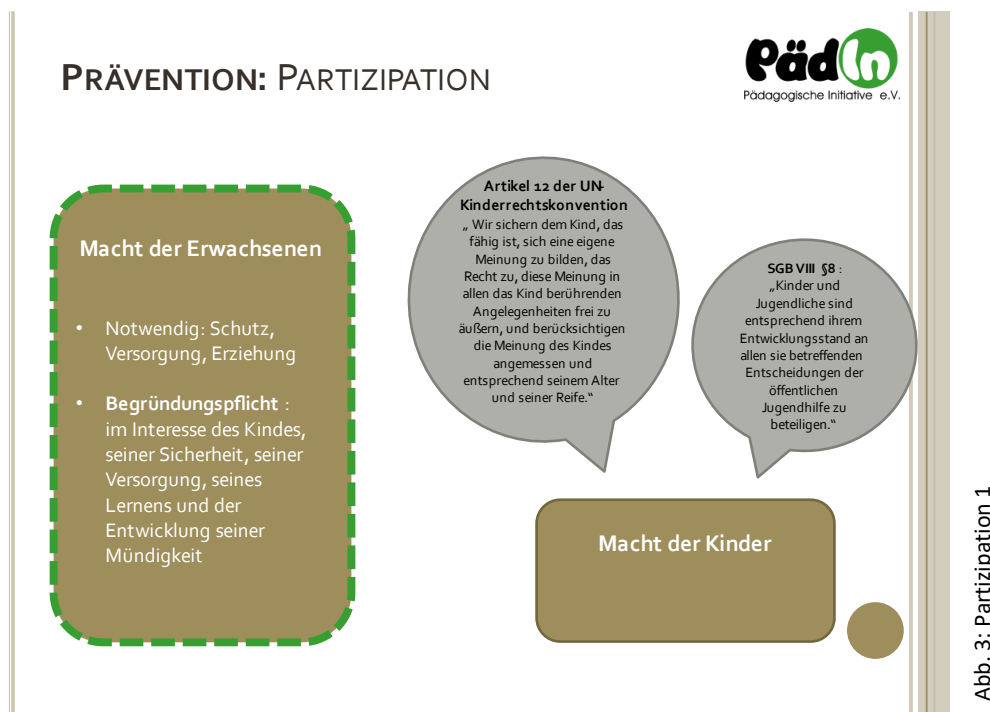 PRÄVENTION: PARTIZIPATION
PädIn
Pädagogische Initiative e.V.
Macht der Erwachsenen
• Notwendig: Schutz,
Versorgung, Erziehung
• Begründungspflicht :
im Interesse des Kindes,
seiner Sicherheit, seiner
Versorgung, seines
Lernens und der
Entwicklung seiner
Mündigkeit
Artikel 12 der UN-
Kinderrechtskonvention
„ Wir sichern dem Kind, das
fähig ist, sich eine eigene
Meinung zu bilden, das
Recht zu, diese Meinung in
allen das Kind berührenden
Angelegenheiten frei zu
äußern, und berücksichtigen
die Meinung des Kindes
angemessen und
entsprechend seinem Alter
und seiner Reife.“
SGB VIII §8 :
„Kinder und
Jugendliche sind
entsprechend ihrem
Entwicklungsstand an
allen sie betreffenden
Entscheidungen der
öffentlichen
Jugendhilfe zu
beteiligen.“
Macht der Kinder
Abb. 3: Partizipation 1